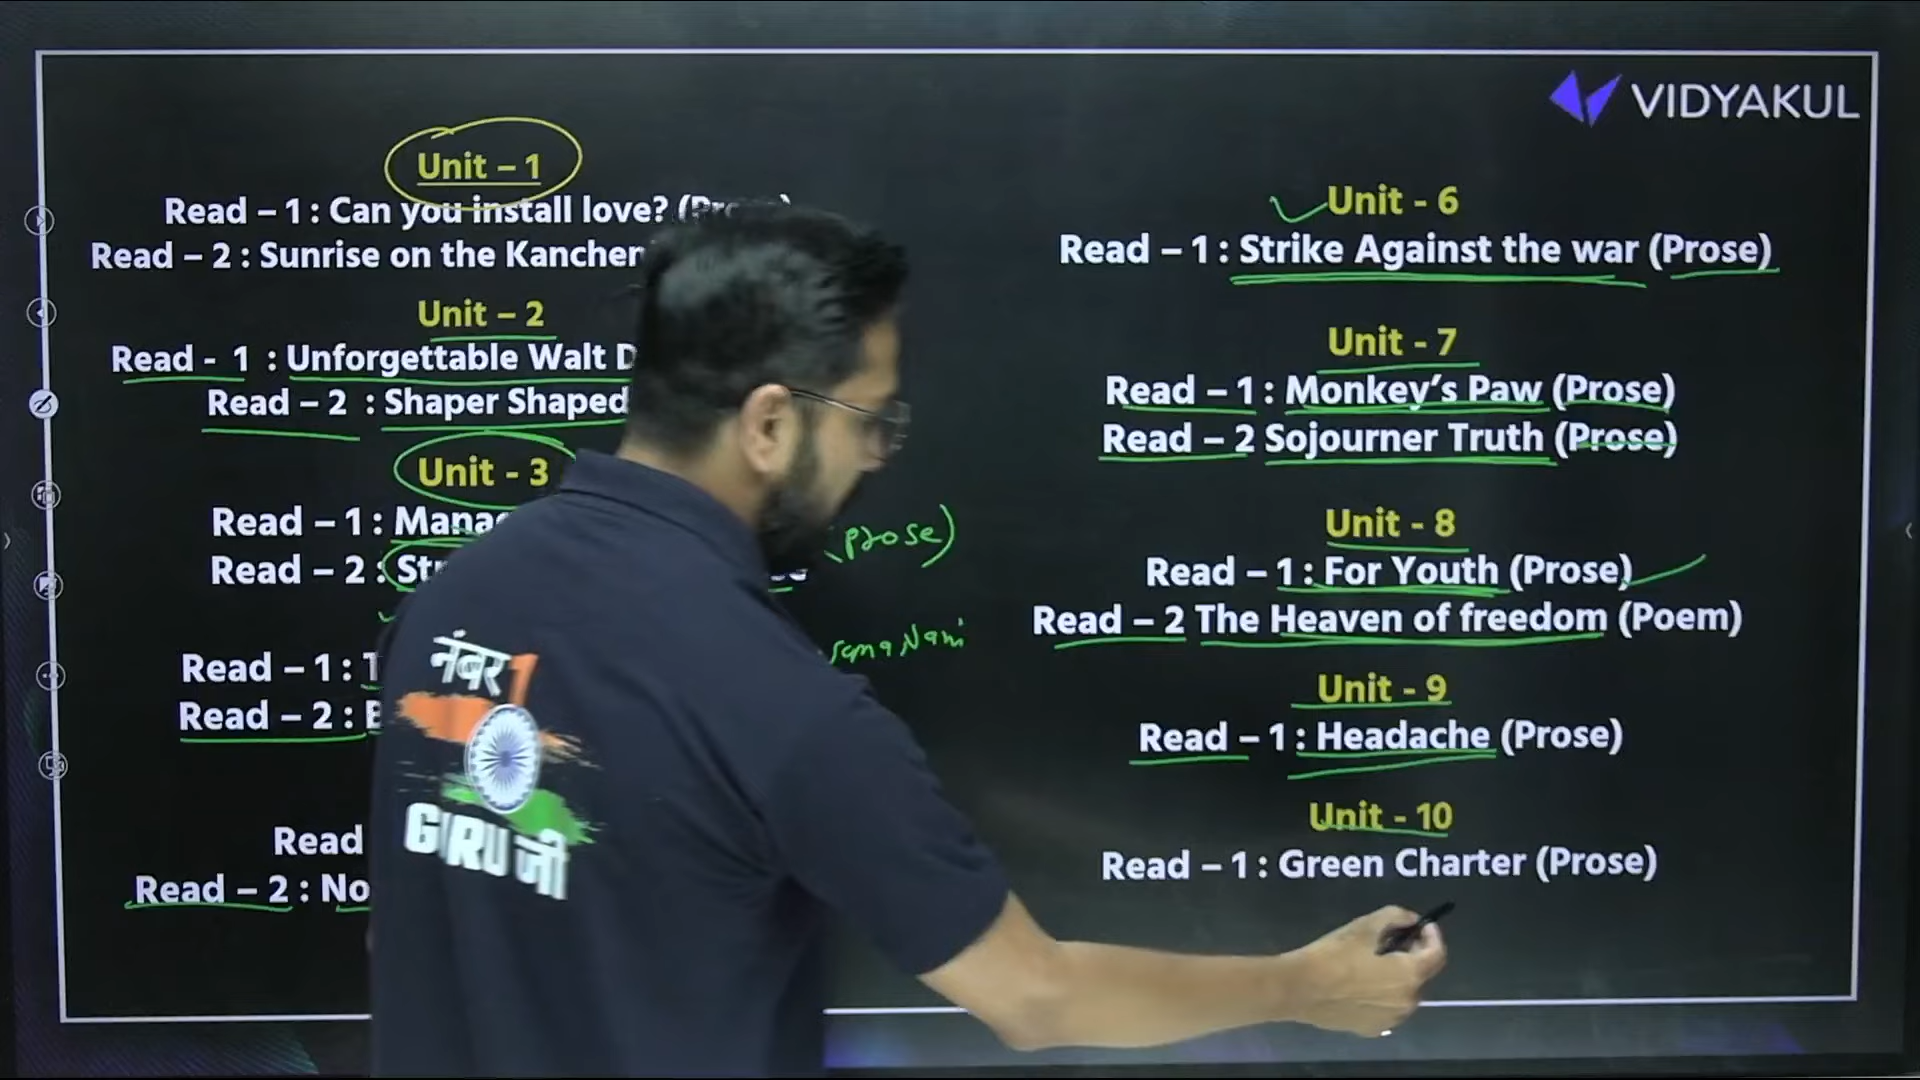 VIDYAKUL
Unit – 1
Read – 1 : Can you install love?
Read – 2 : Sunrise on the
Unit – 2
Read - 1 : Unforgettable Walt
Read – 2 : Shaper Shaped
Unit - 3
Read – 1 :
(prose)
Read – 2 :
Read – 1 :
Read – 2 :
Read
Read – 2 :
Unit - 6
Read – 1 : Strike Against the war (Prose)
Unit - 7
Read – 1 : Monkey’s Paw (Prose)
Read – 2 Sojourner Truth (Prose)
Unit - 8
Read – 1 : For Youth (Prose)
Read – 2 The Heaven of freedom (Poem)
Unit - 9
Read – 1 : Headache (Prose)
Unit - 10
Read – 1 : Green Charter (Prose)
नंबर 1
GURU जी